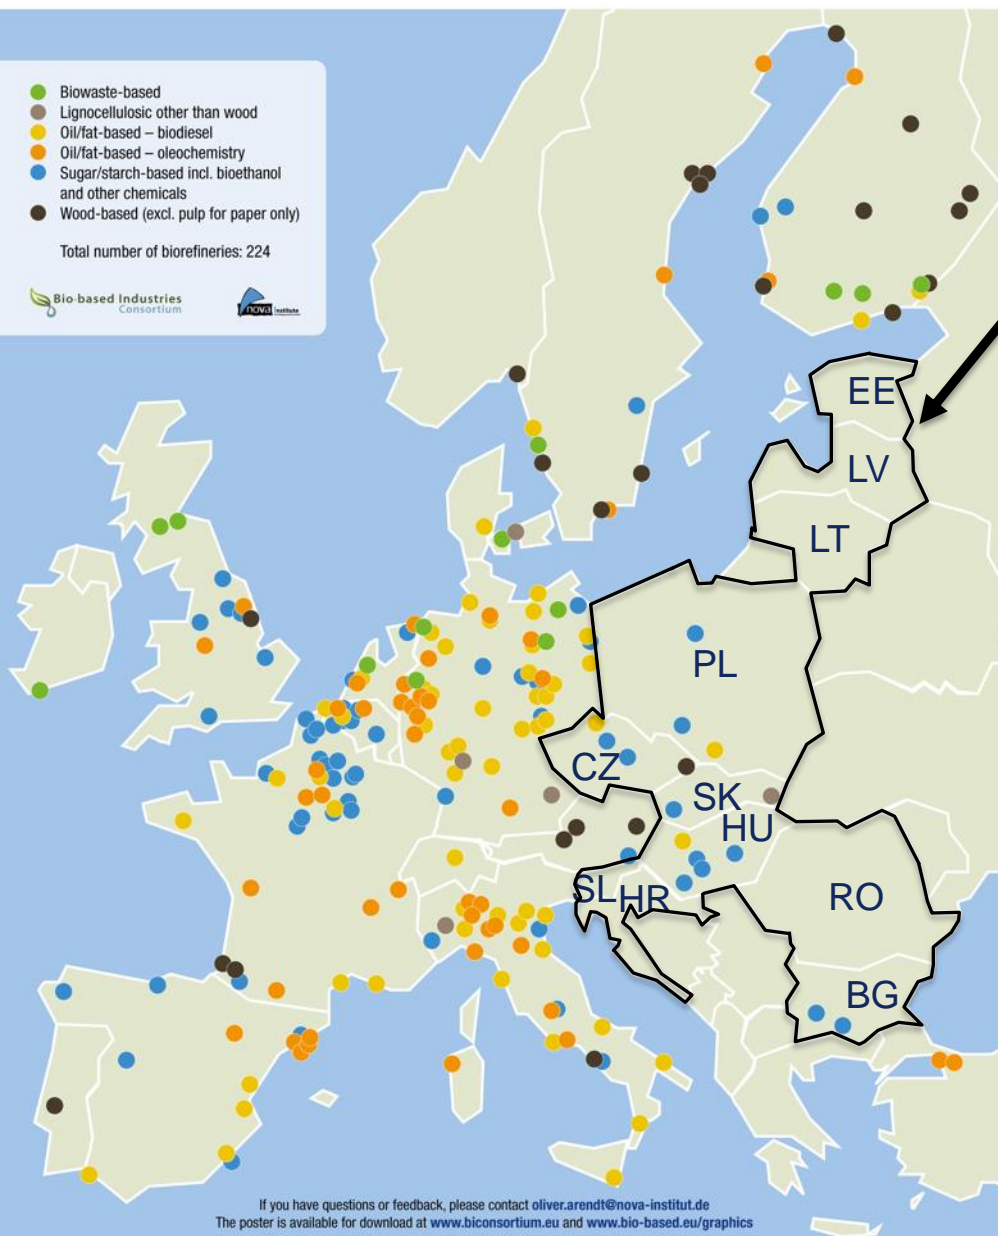 Biowaste-based
Lignocellulosic other than wood
Oil/fat-based – biodiesel
Oil/fat-based – oleochemistry
Sugar/starch-based incl. bioethanol
and other chemicals
Wood-based (excl. pulp for paper only)
Total number of biorefineries: 224
Bio-based Industries
Consortium
nova Institute
EE
LV
LT
PL
CZ
SK
HU
SL
HR
RO
BG
If you have questions or feedback, please contact oliver.arendt@nova-institut.de
The poster is available for download at www.biconsortium.eu and www.bio-based.eu/graphics